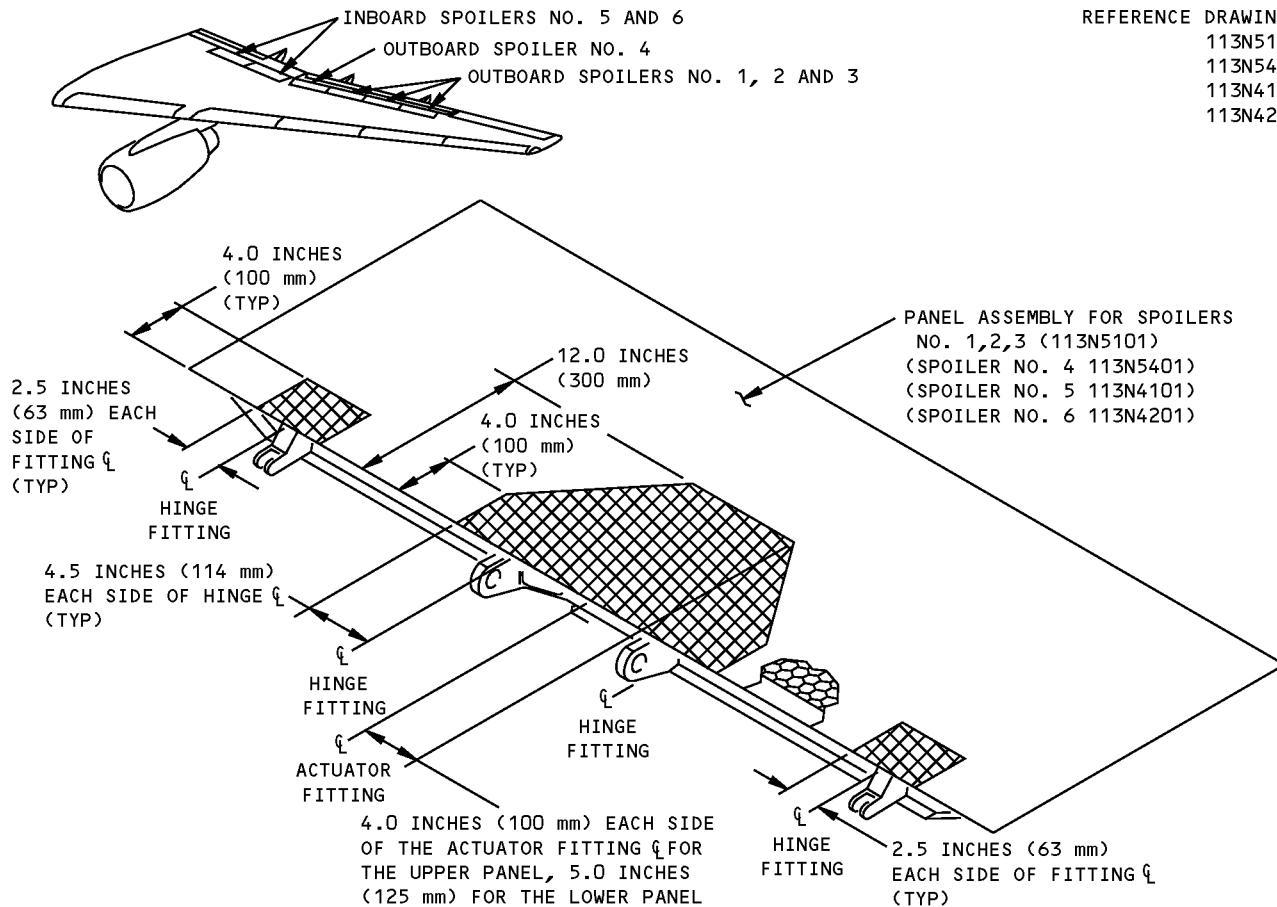 INBOARD SPOILERS NO. 5 AND 6
OUTBOARD SPOILER NO. 4
OUTBOARD SPOILERS NO. 1, 2 AND 3
REFERENCE DRAWIN
113N51
113N54
113N41
113N42
4.0 INCHES
(100 mm)
(TYP)
PANEL ASSEMBLY FOR SPOILERS
NO. 1,2,3 (113N5101)
(SPOILER NO. 4 113N5401)
(SPOILER NO. 5 113N4101)
(SPOILER NO. 6 113N4201)
12.0 INCHES
(300 mm)
2.5 INCHES
(63 mm) EACH
SIDE OF
FITTING ℄
(TYP)
4.0 INCHES
(100 mm)
(TYP)
℄
HINGE
FITTING
4.5 INCHES (114 mm)
EACH SIDE OF HINGE ℄
(TYP)
℄
HINGE
FITTING
℄
HINGE
FITTING
℄
ACTUATOR
FITTING
4.0 INCHES (100 mm) EACH SIDE
OF THE ACTUATOR FITTING ℄ FOR
THE UPPER PANEL, 5.0 INCHES
(125 mm) FOR THE LOWER PANEL
℄
HINGE
FITTING
2.5 INCHES (63 mm)
EACH SIDE OF FITTING ℄
(TYP)